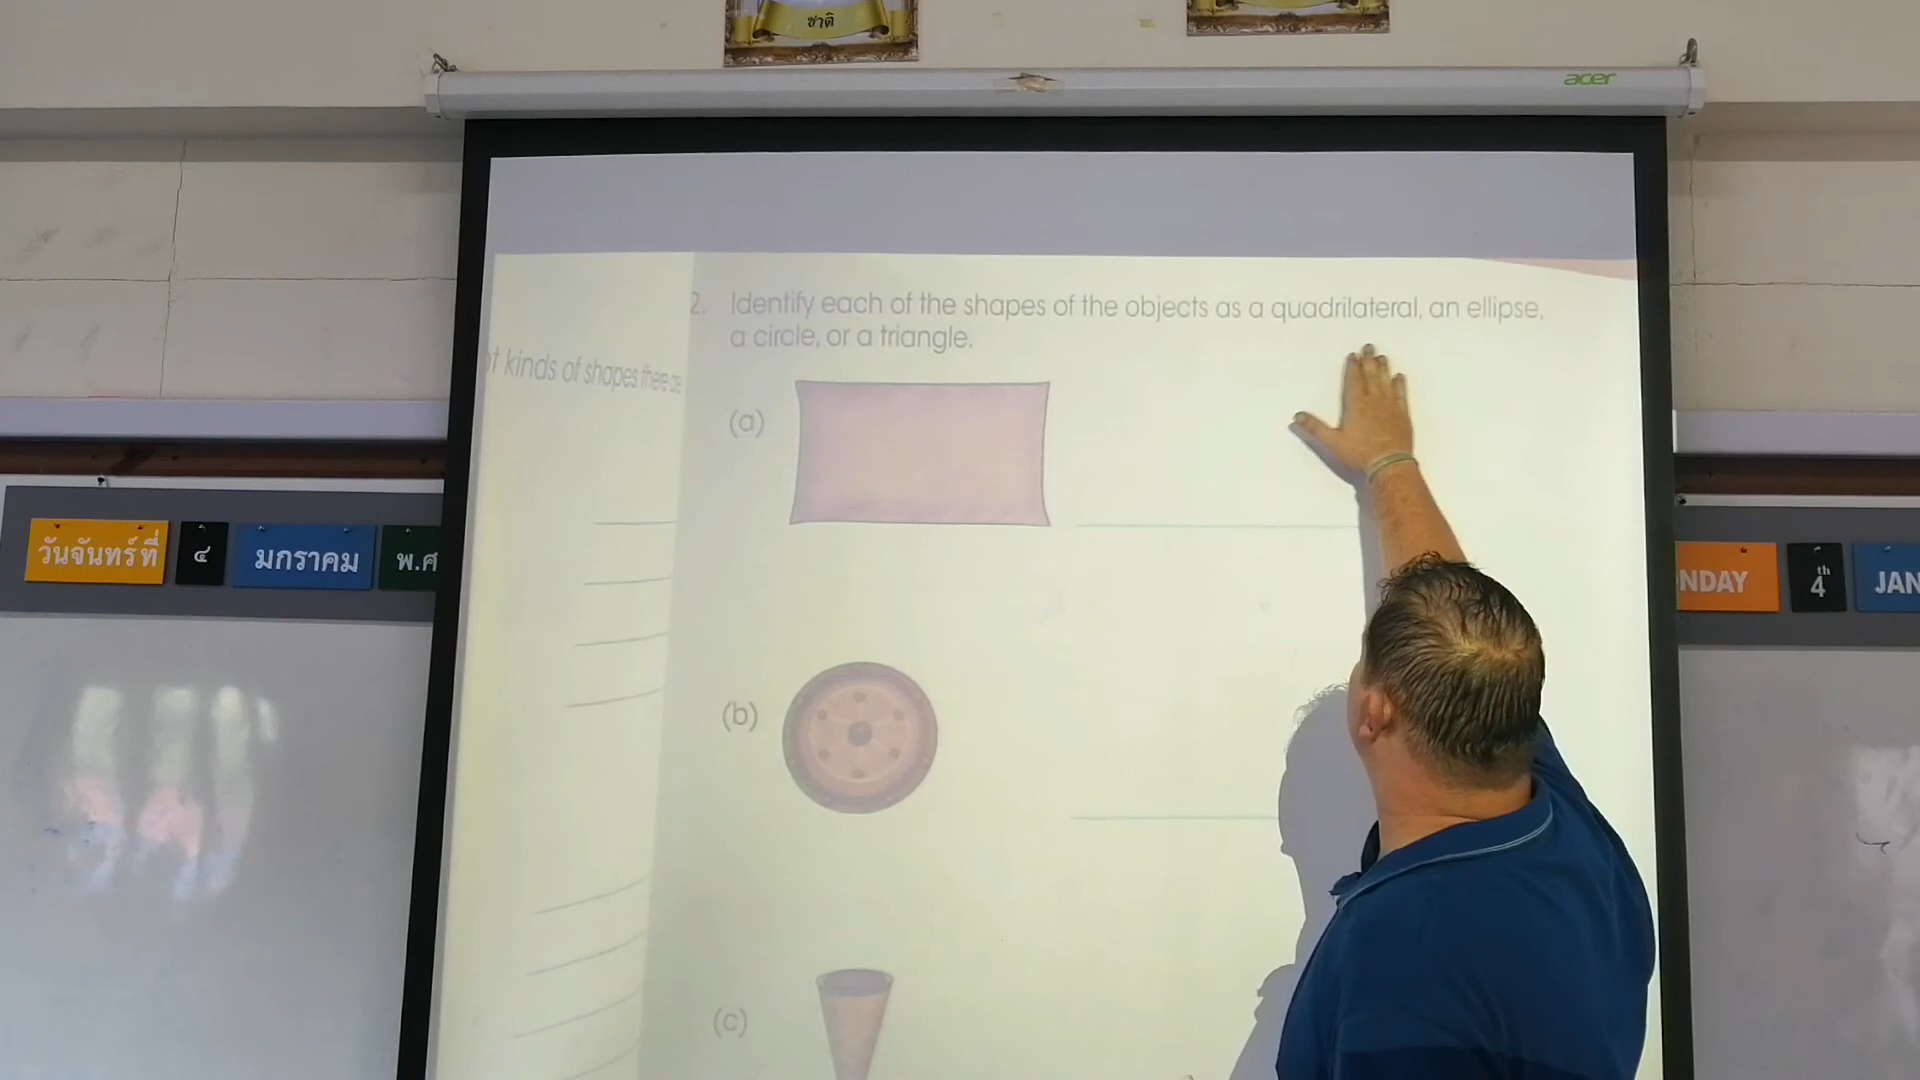 ชาติ
acer
2. Identify each of the shapes of the objects as a quadrilateral, an ellipse,
a circle, or a triangle.
kinds of shapes there
(a)
(b)
(c)
วันจันทร์ที่ ๔ มกราคม พ.ศ
NDAY 4th JAN